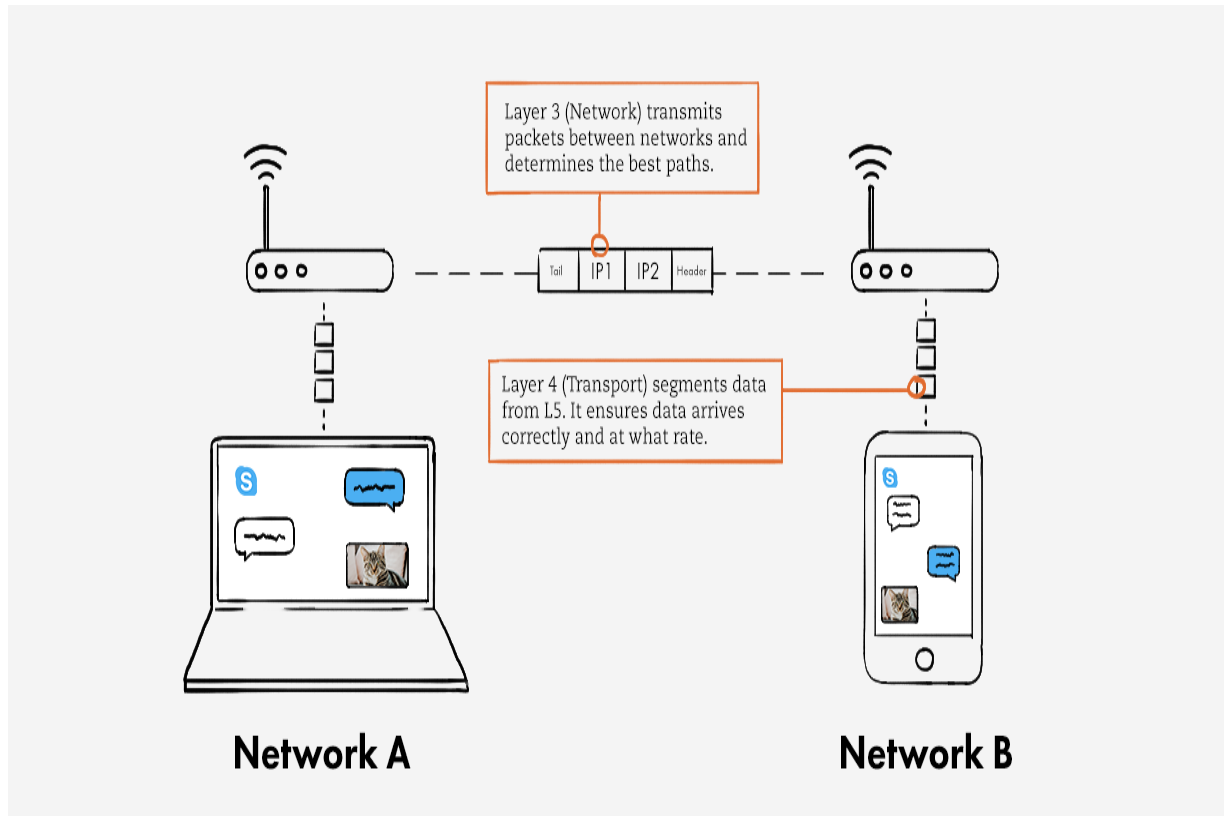 Layer 3 (Network) transmits
packets between networks and
determines the best paths.
Tail IP1 IP2 Header
Layer 4 (Transport) segments data
from L5. It ensures data arrives
correctly and at what rate.
S
S
Network A
Network B